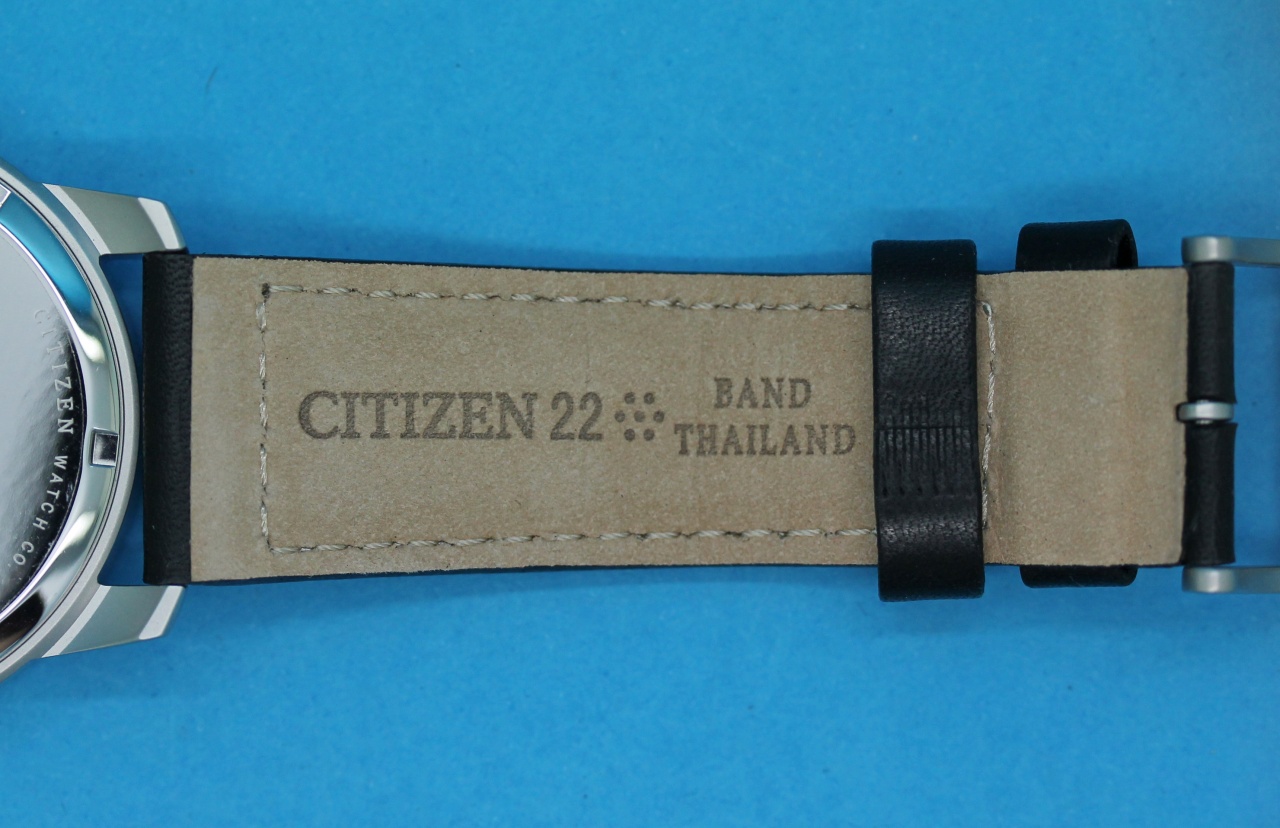 CITIZEN 22
BAND
THAILAND
CITIZEN WATCH CO.